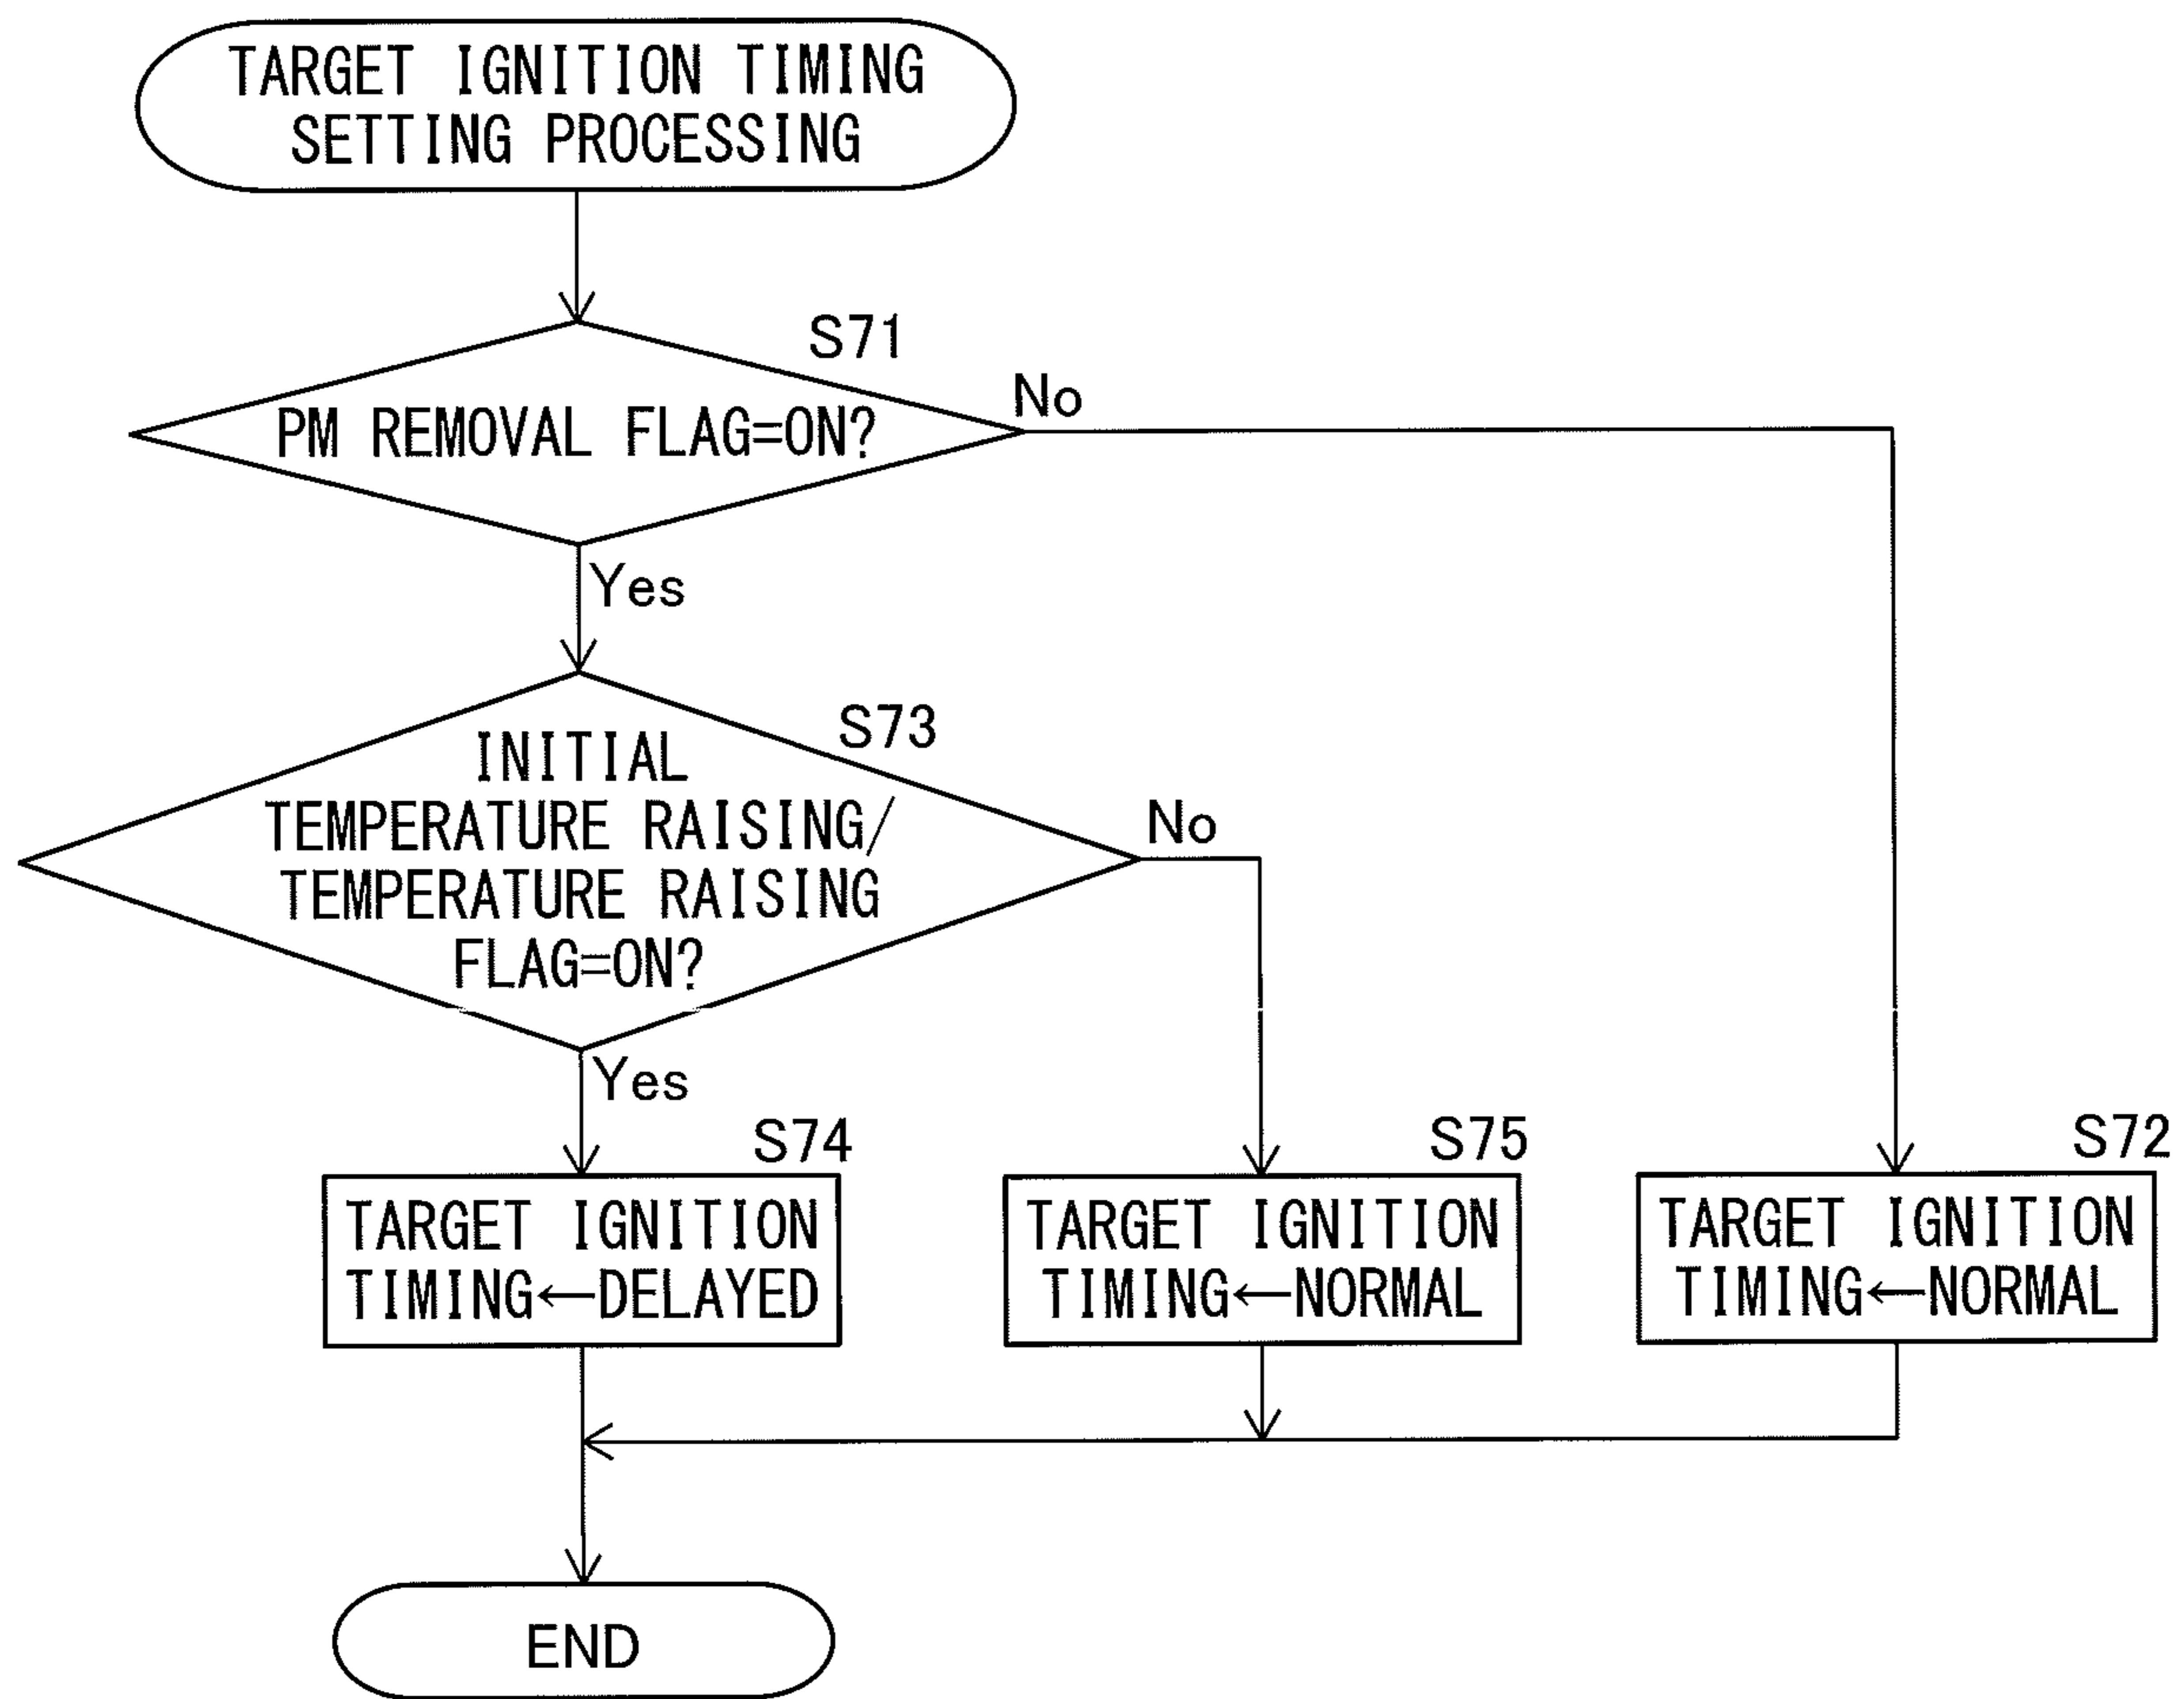 TARGET IGNITION TIMING
SETTING PROCESSING
S71
PM REMOVAL FLAG=ON?
No
Yes
S73
INITIAL
TEMPERATURE RAISING/
TEMPERATURE RAISING
FLAG=ON?
No
Yes
S74
TARGET IGNITION
TIMING←DELAYED
S75
TARGET IGNITION
TIMING←NORMAL
S72
TARGET IGNITION
TIMING←NORMAL
END